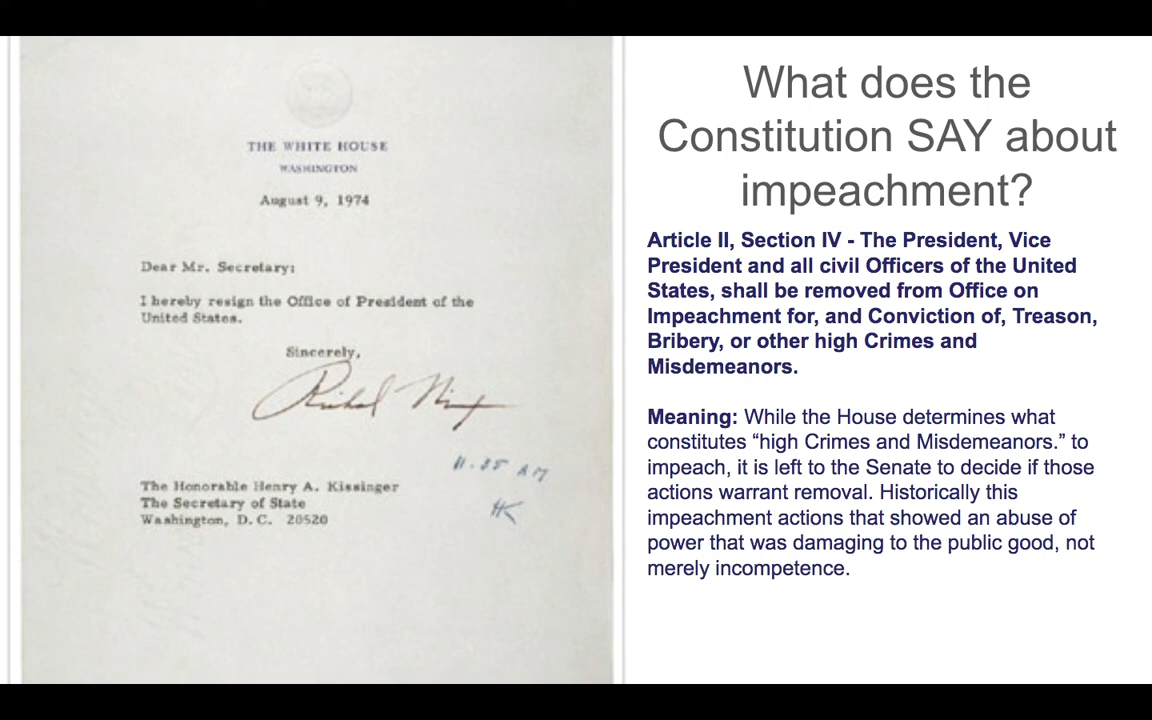 THE WHITE HOUSE
WASHINGTON
August 9, 1974
Dear Mr. Secretary:
I hereby resign the Office of President of the
United States.
Sincerely,
Richard Nixon
11.35 AM
HK
The Honorable Henry A. Kissinger
The Secretary of State
Washington, D.C. 20520
What does the
Constitution SAY about
impeachment?
Article II, Section IV - The President, Vice
President and all civil Officers of the United
States, shall be removed from Office on
Impeachment for, and Conviction of, Treason,
Bribery, or other high Crimes and
Misdemeanors.
Meaning: While the House determines what
constitutes “high Crimes and Misdemeanors.” to
impeach, it is left to the Senate to decide if those
actions warrant removal. Historically this
impeachment actions that showed an abuse of
power that was damaging to the public good, not
merely incompetence.